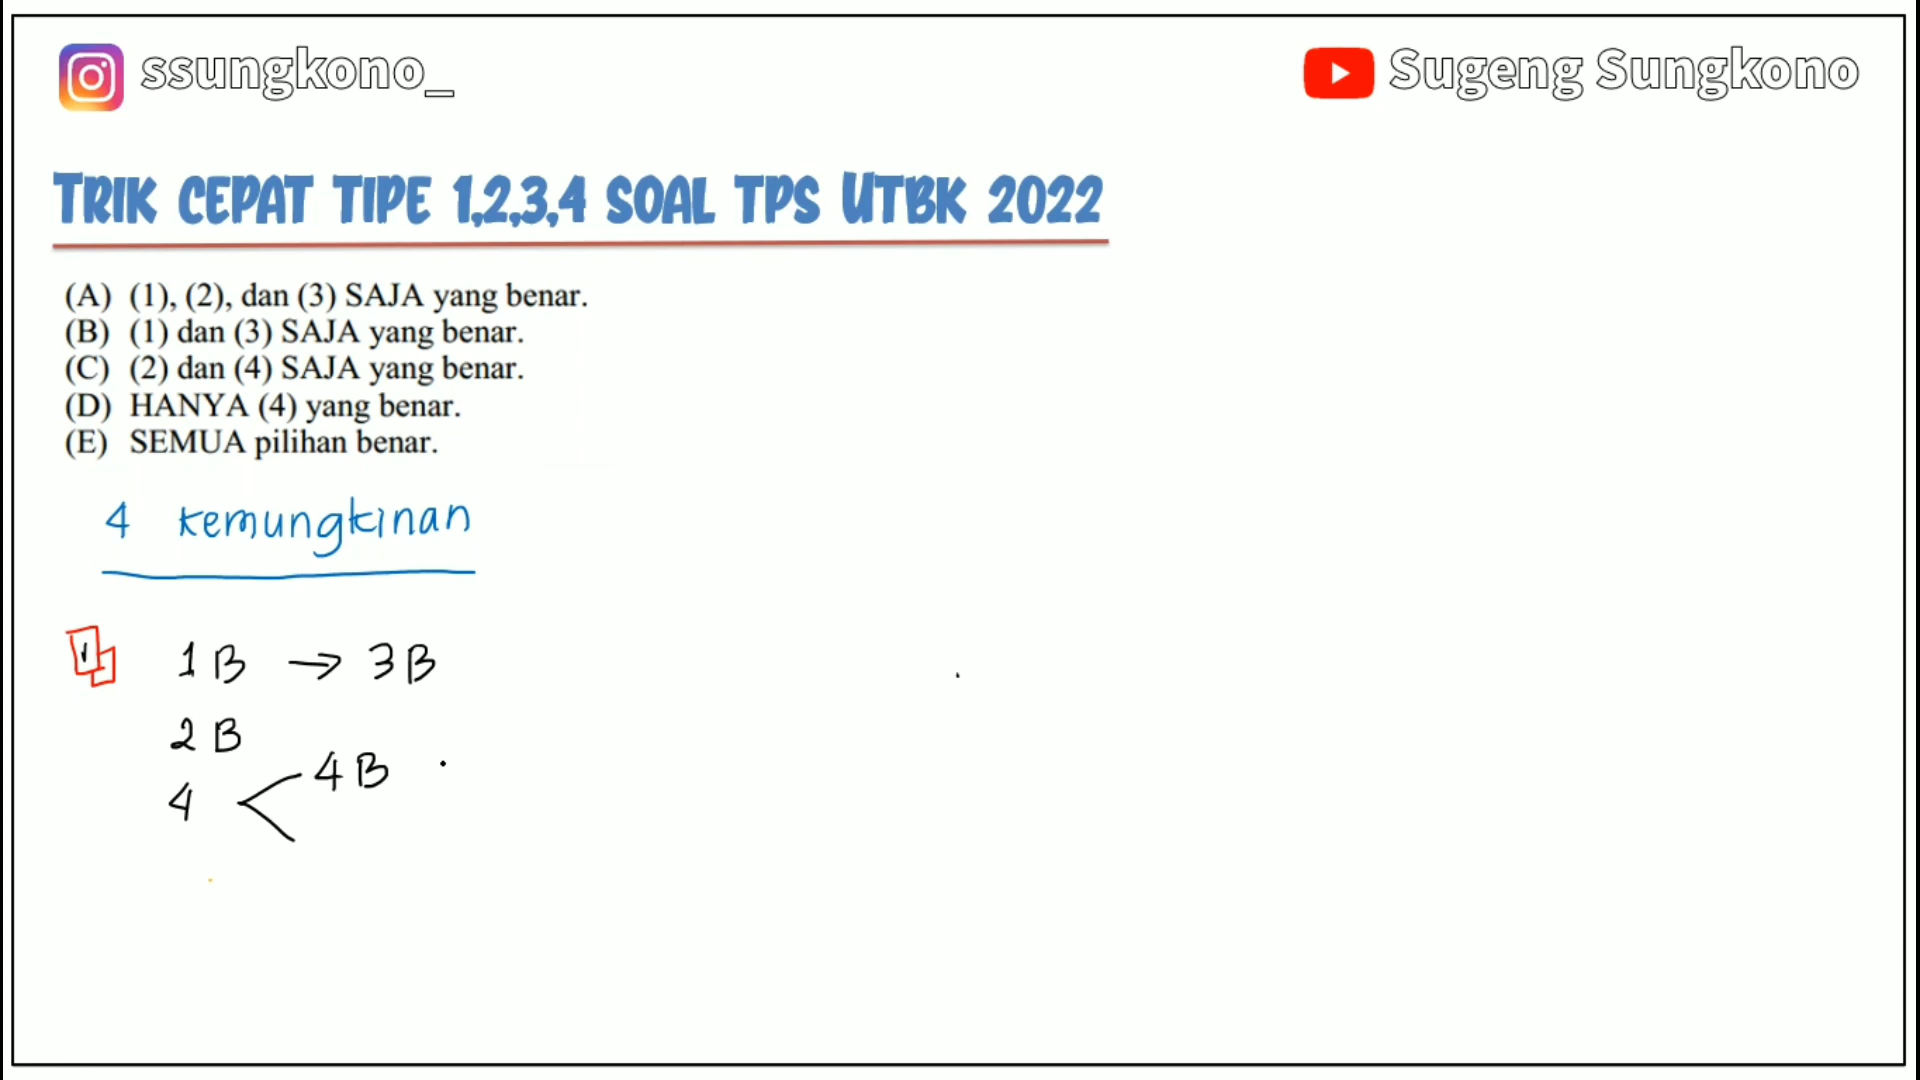 ssungkono_
Sugeng Sungkono
TRIK CEPAT TIPE 1,2,3,4 SOAL TPS UTBK 2022
(A) (1), (2), dan (3) SAJA yang benar.
(B) (1) dan (3) SAJA yang benar.
(C) (2) dan (4) SAJA yang benar.
(D) HANYA (4) yang benar.
(E) SEMUA pilihan benar.
4 kemungkinan
1 1B → 3B
2B
4B
4